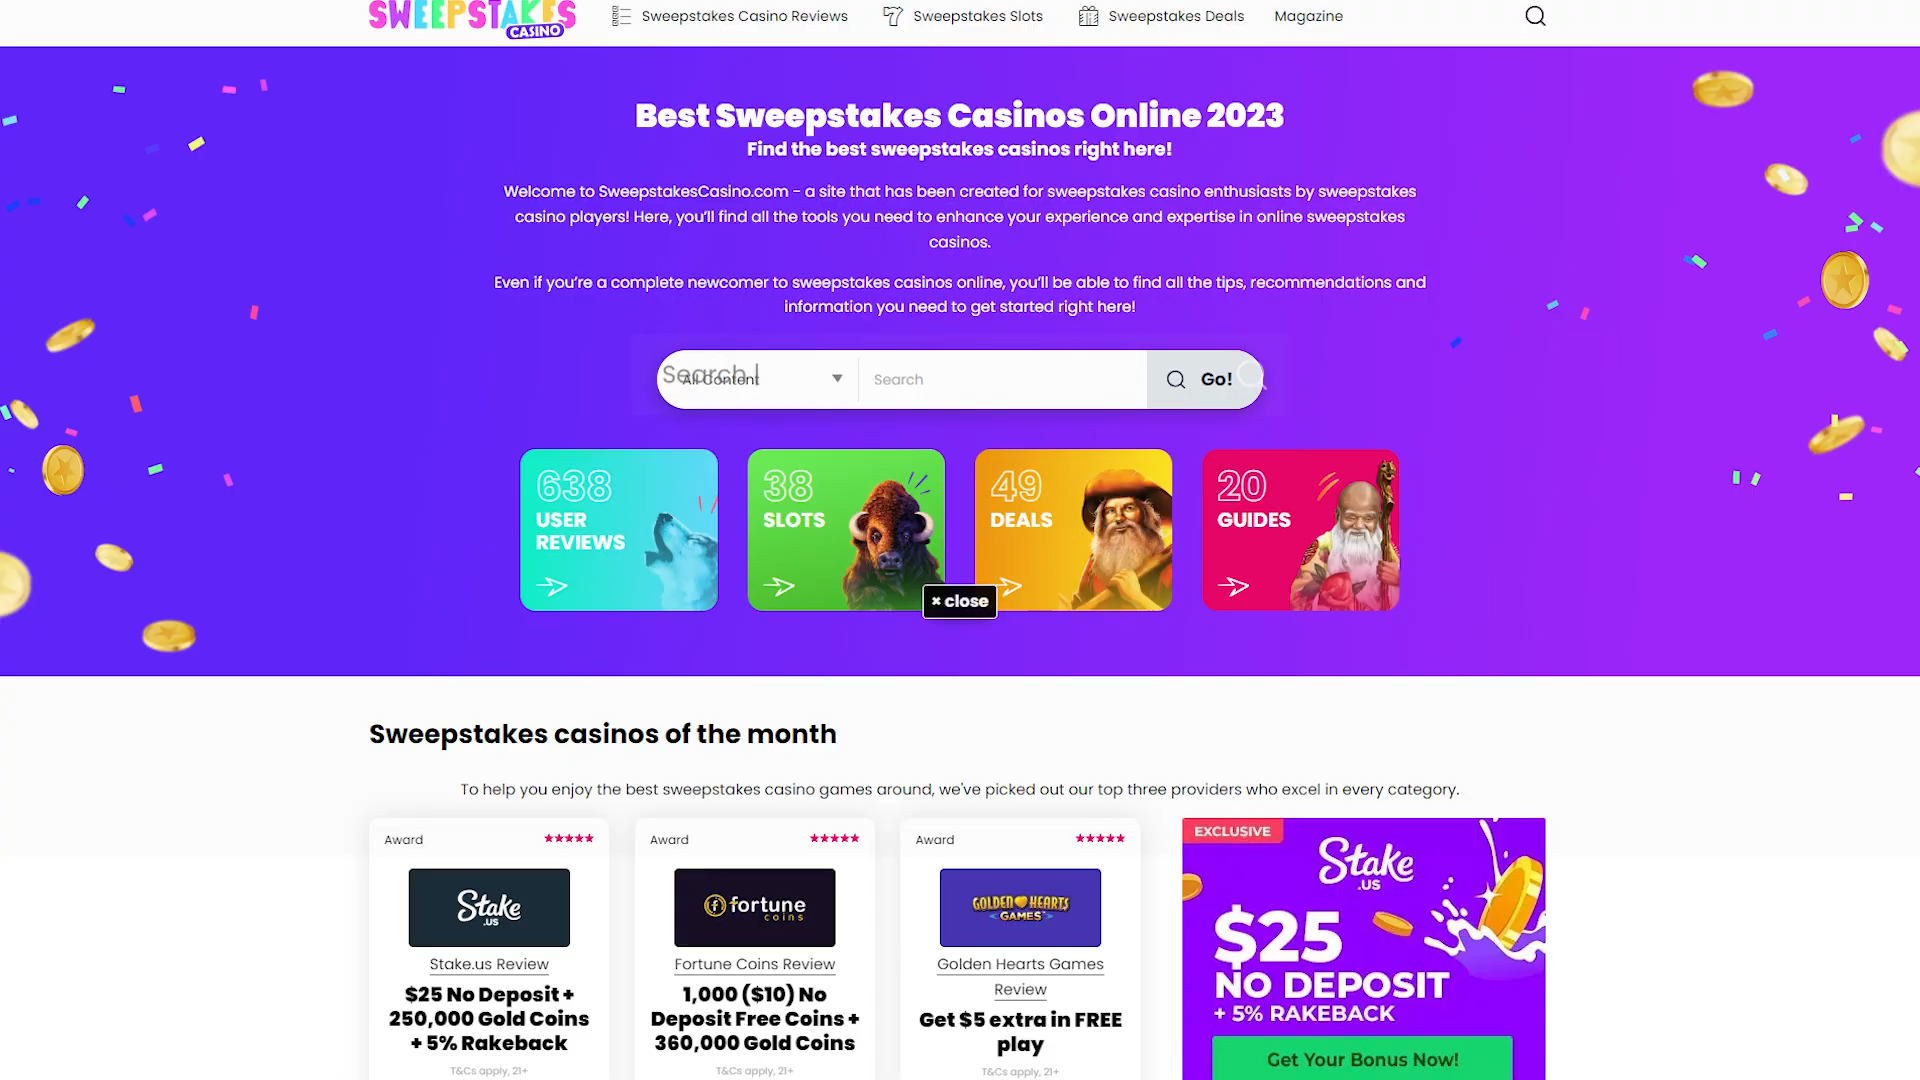 SWEEPSTAKES
CASINO
Sweepstakes Casino Reviews
Sweepstakes Slots
Sweepstakes Deals
Magazine
Best Sweepstakes Casinos Online 2023
Find the best sweepstakes casinos right here!
Welcome to SweepstakesCasino.com - a site that has been created for sweepstakes casino enthusiasts by sweepstakes
casino players! Here, you'll find all the tools you need to enhance your experience and expertise in online sweepstakes
casinos.
Even if you're a complete newcomer to sweepstakes casinos online, you'll be able to find all the tips, recommendations and
information you need to get started right here!
Search
All Content
Search
Go!
638
USER
REVIEWS
38
SLOTS
49
DEALS
20
GUIDES
× close
Sweepstakes casinos of the month
To help you enjoy the best sweepstakes casino games around, we've picked out our top three providers who excel in every category.
Award
Stake
.US
Stake.us Review
$25 No Deposit +
250,000 Gold Coins
+ 5% Rakeback
T&Cs apply, 21+
Award
fortune
coins
Fortune Coins Review
1,000 ($10) No
Deposit Free Coins +
360,000 Gold Coins
T&Cs apply, 21+
Award
GOLDEN HEARTS
GAMES
Golden Hearts Games
Review
Get $5 extra in FREE
play
T&Cs apply, 21+
EXCLUSIVE
Stake
.US
$25
NO DEPOSIT
+ 5% RAKEBACK
Get Your Bonus Now!